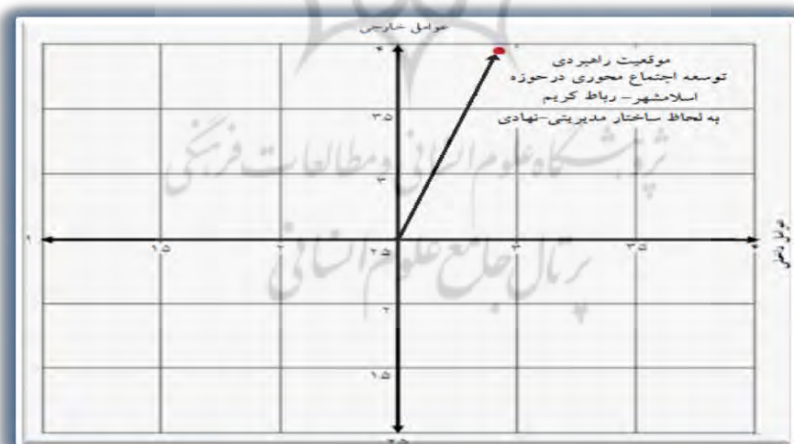 عوامل خارجی
۴
موقعیت راهبردی
توسعه اجتماع محوری درحوزه
اسلامشهر- رباط کریم
به لحاظ ساختار مدیریتی-نهادی
۳.۵
پژوهشگاه علوم انسانی و مطالعات فرهنگی
۳
۱ ۱.۵ ۲ ۲.۵ ۳ ۳.۵
عوامل داخلی
پرتال جامع علوم انسانی
۲
۱.۵